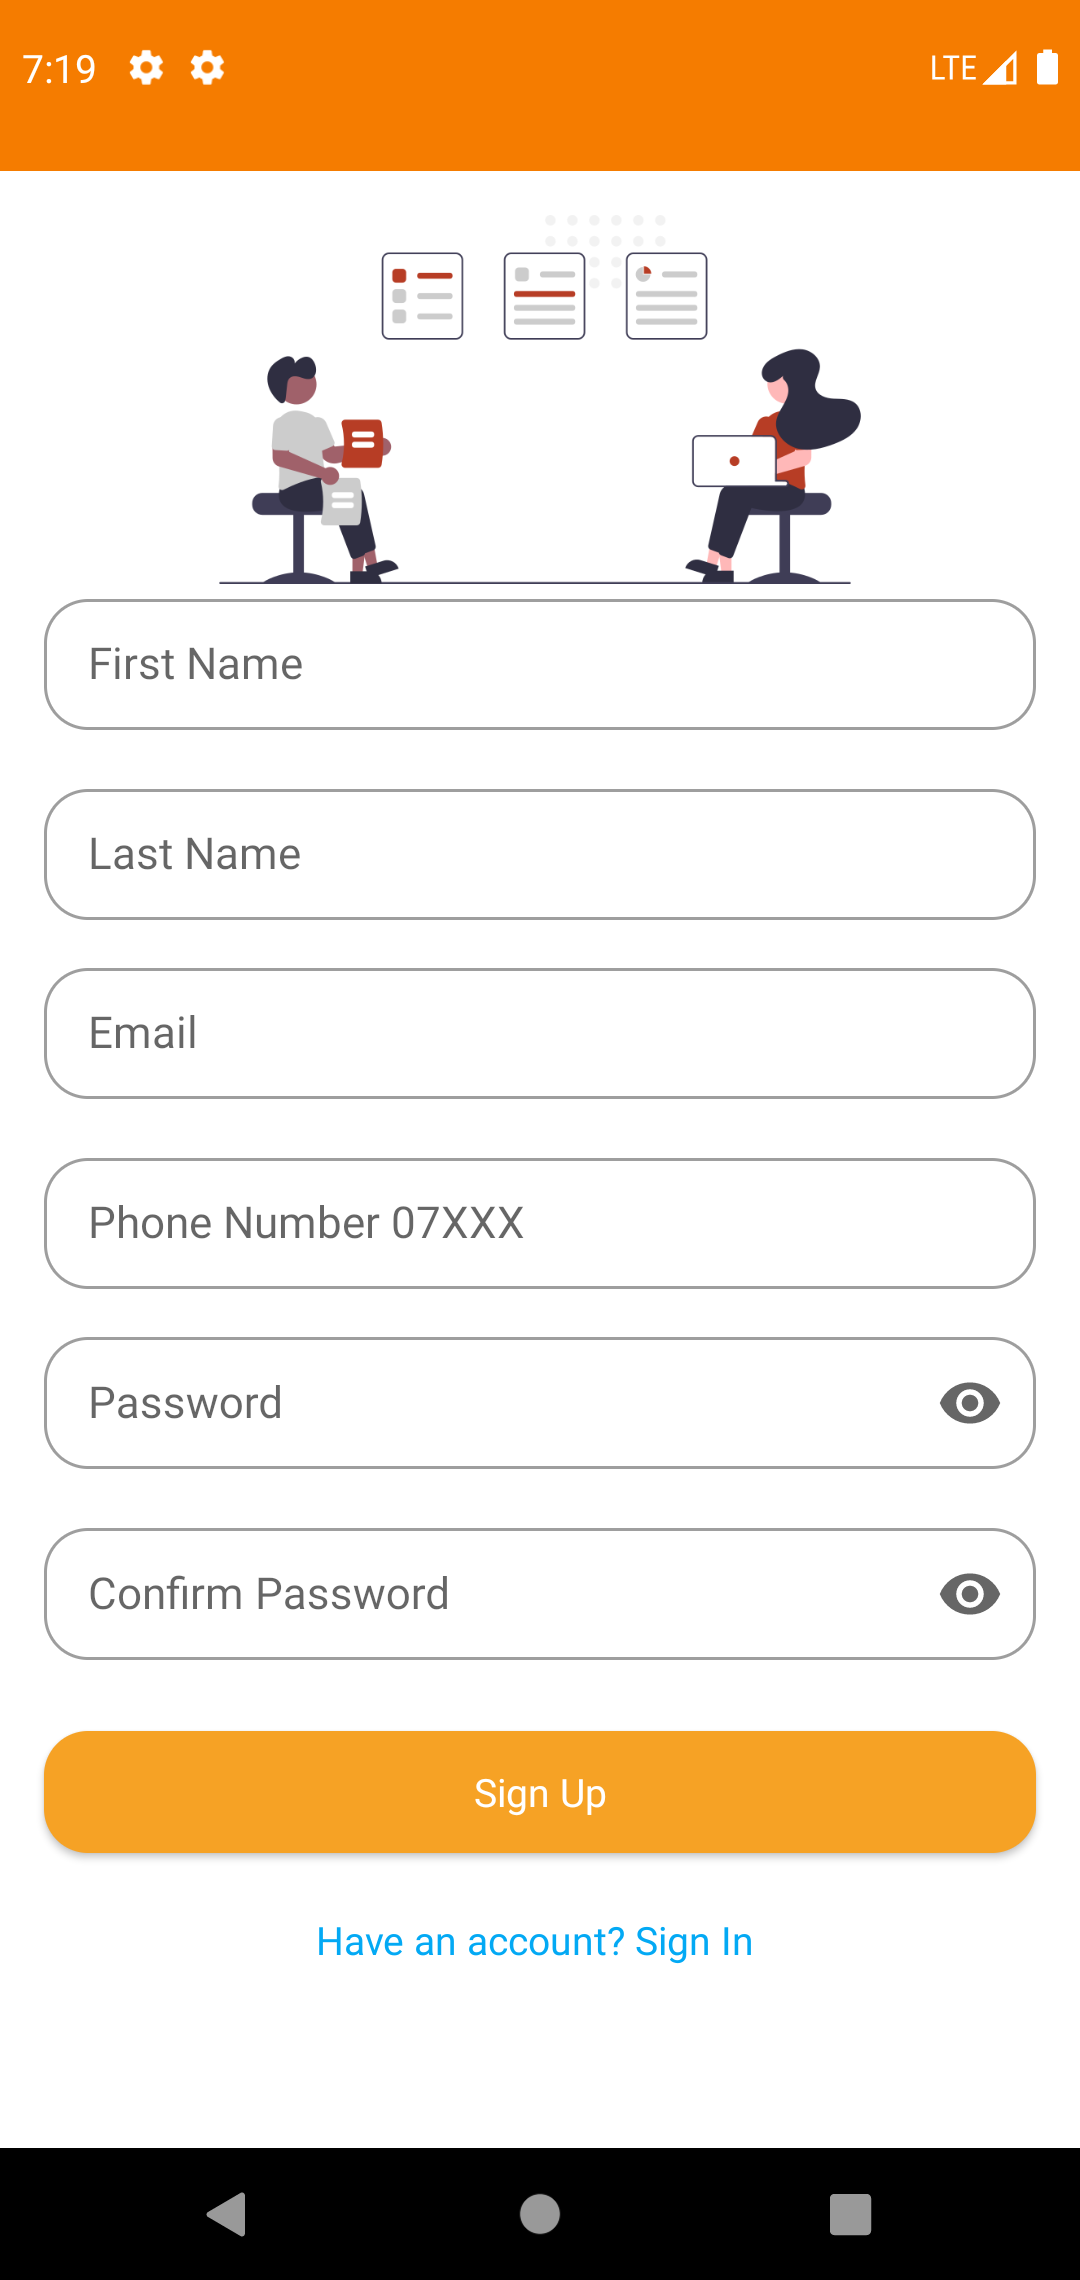 7:19
LTE
First Name
Last Name
Email
Phone Number 07XXX
Password
Confirm Password
Sign Up
Have an account? Sign In